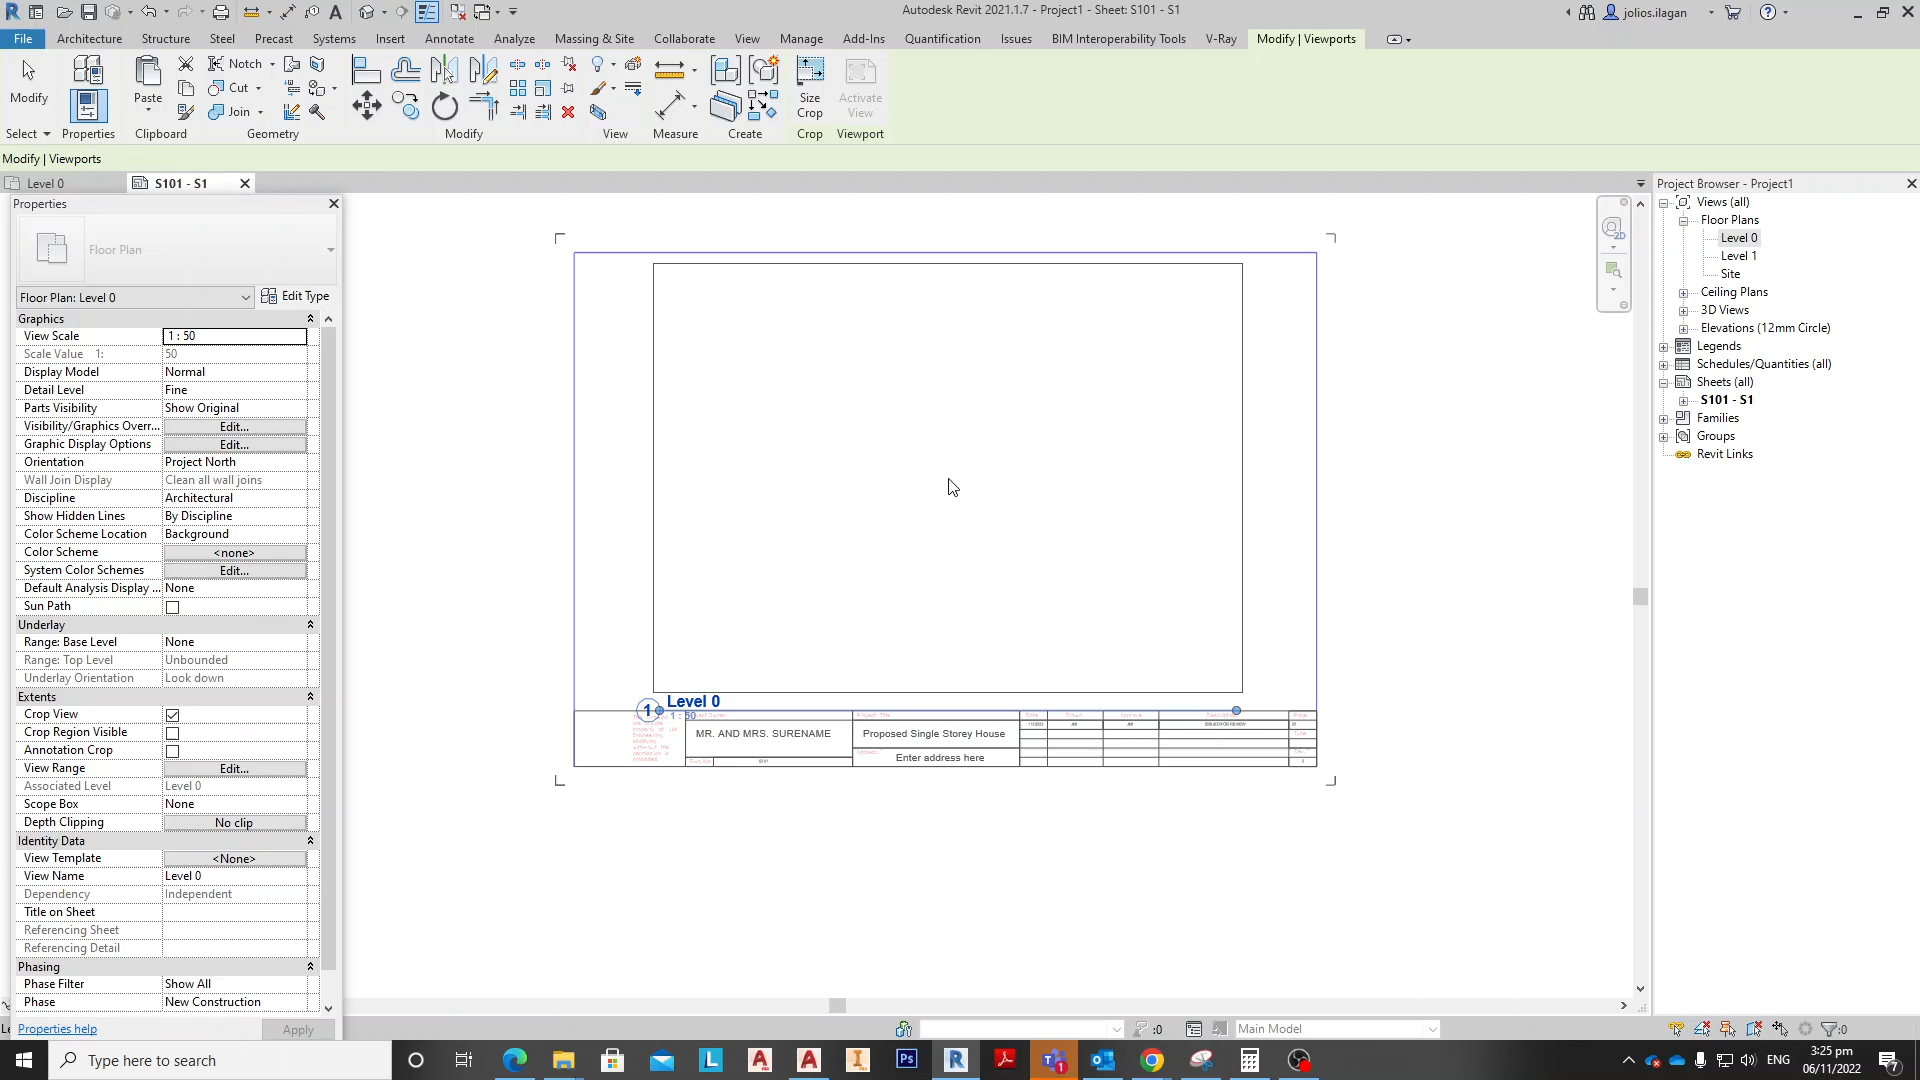 Autodesk Revit 2021.1.7 - Project1 - Sheet: S101 - S1
jolios.ilagan
File Architecture Structure Steel Precast Systems Insert Annotate Analyze Massing & Site Collaborate View Manage Add-Ins Quantification Issues BIM Interoperability Tools V-Ray Modify | Viewports
Modify
Paste
Notch
Cut
Join
Size Crop
Activate View
Select Properties Clipboard Geometry Modify View Measure Create Crop Viewport
Modify | Viewports
Level 0
S101 - S1
Properties
Floor Plan
Floor Plan: Level 0
Edit Type
Graphics
View Scale 1 : 50
Scale Value 1: 50
Display Model Normal
Detail Level Fine
Parts Visibility Show Original
Visibility/Graphics Overr... Edit...
Graphic Display Options Edit...
Orientation Project North
Wall Join Display Clean all wall joins
Discipline Architectural
Show Hidden Lines By Discipline
Color Scheme Location Background
Color Scheme <none>
System Color Schemes Edit...
Default Analysis Display ... None
Sun Path
Underlay
Range: Base Level None
Range: Top Level Unbounded
Underlay Orientation Look down
Extents
Crop View
Crop Region Visible
Annotation Crop
View Range Edit...
Associated Level Level 0
Scope Box None
Depth Clipping No clip
Identity Data
View Template <None>
View Name Level 0
Dependency Independent
Title on Sheet
Referencing Sheet
Referencing Detail
Phasing
Phase Filter Show All
Phase New Construction
Properties help
Apply
2D
1
Level 0
1 : 50
MR. AND MRS. SURENAME
Project Title
Proposed Single Storey House
Enter address here
Project Browser - Project1
Views (all)
Floor Plans
Level 0
Level 1
Site
Ceiling Plans
3D Views
Elevations (12mm Circle)
Legends
Schedules/Quantities (all)
Sheets (all)
S101 - S1
Families
Groups
Revit Links
:0
Main Model
:0
Type here to search
ENG
3:25 pm
06/11/2022
7